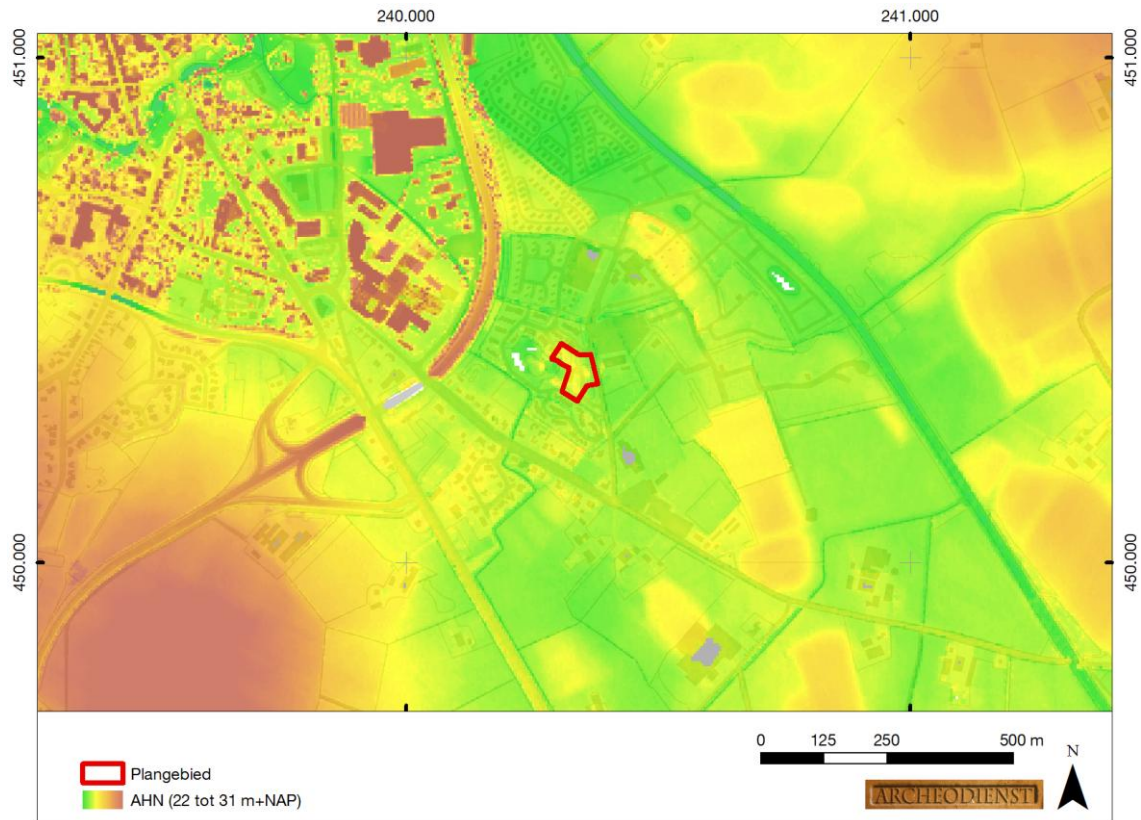 240.000 241.000
451.000 451.000
450.000 450.000
0 125 250 500 m
N
Plangebied
AHN (22 tot 31 m+NAP)
ARCHEODIENST